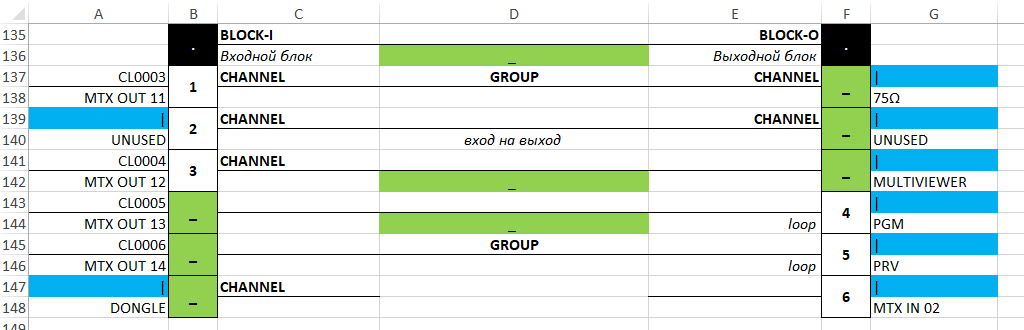 A B C D E F G
135 . BLOCK-I BLOCK-O .
136 Входной блок _ Выходной блок
137 CL0003 1 CHANNEL GROUP CHANNEL _ |
138 MTX OUT 11 75Ω
139 | 2 CHANNEL CHANNEL _ |
140 UNUSED вход на выход UNUSED
141 CL0004 3 CHANNEL _ |
142 MTX OUT 12 _ MULTIVIEWER
143 CL0005 _ 4 |
144 MTX OUT 13 _ loop PGM
145 CL0006 _ GROUP 5 |
146 MTX OUT 14 loop PRV
147 | _ CHANNEL 6 |
148 DONGLE MTX IN 02
149